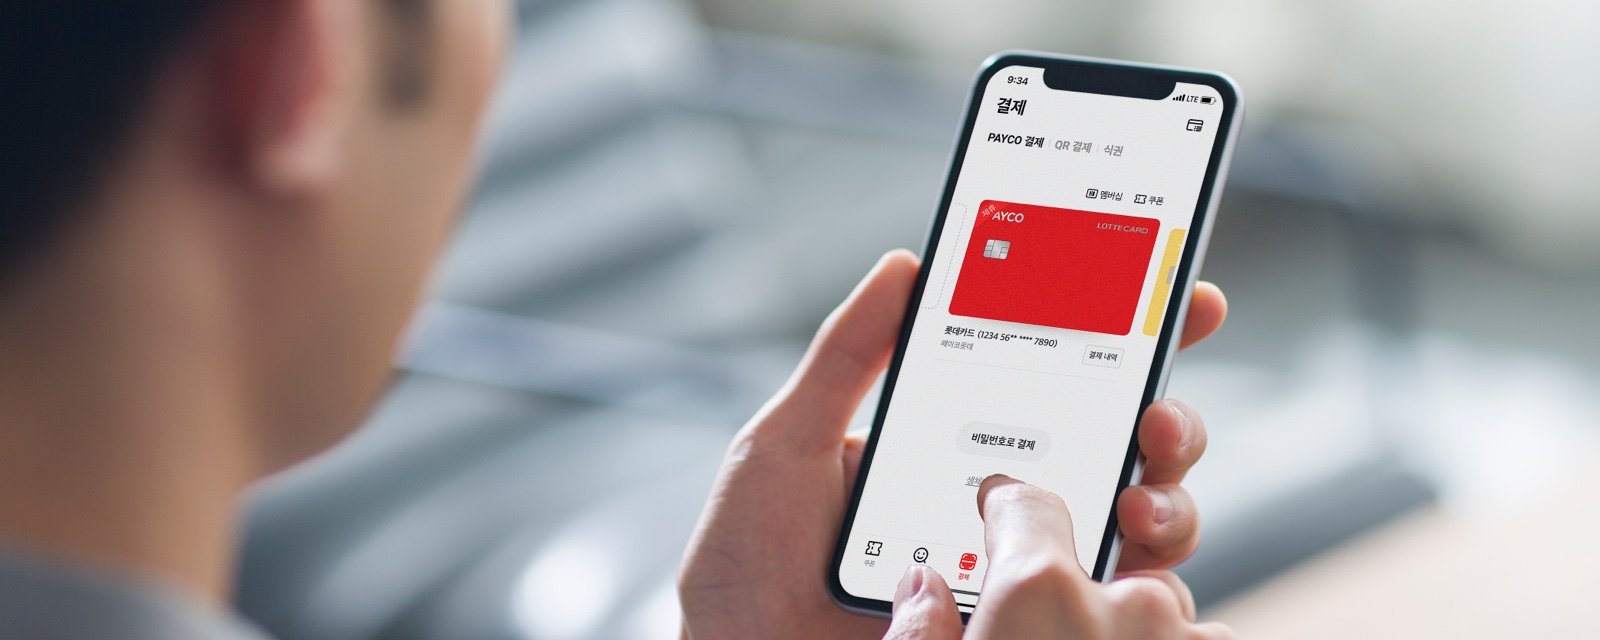 9:34
LTE
결제
PAYCO 결제 QR 결제 식권
멤버십 쿠폰
제휴
AYCO
LOTTECARD
롯데카드 (1234 56** **** 7890)
페이코롯데
결제 내역
비밀번호로 결제
생체
쿠폰
결제